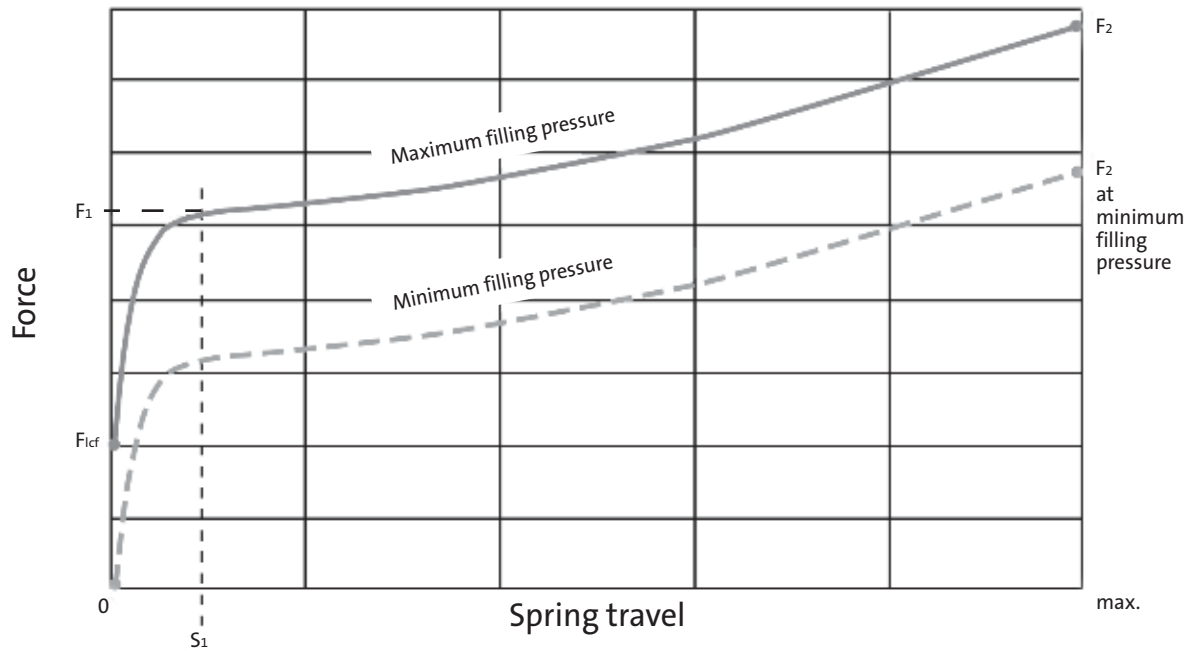 F2
Maximum filling pressure
F2
at
minimum
filling
pressure
F1
Minimum filling pressure
Force
Flcf
0
Spring travel
max.
S1